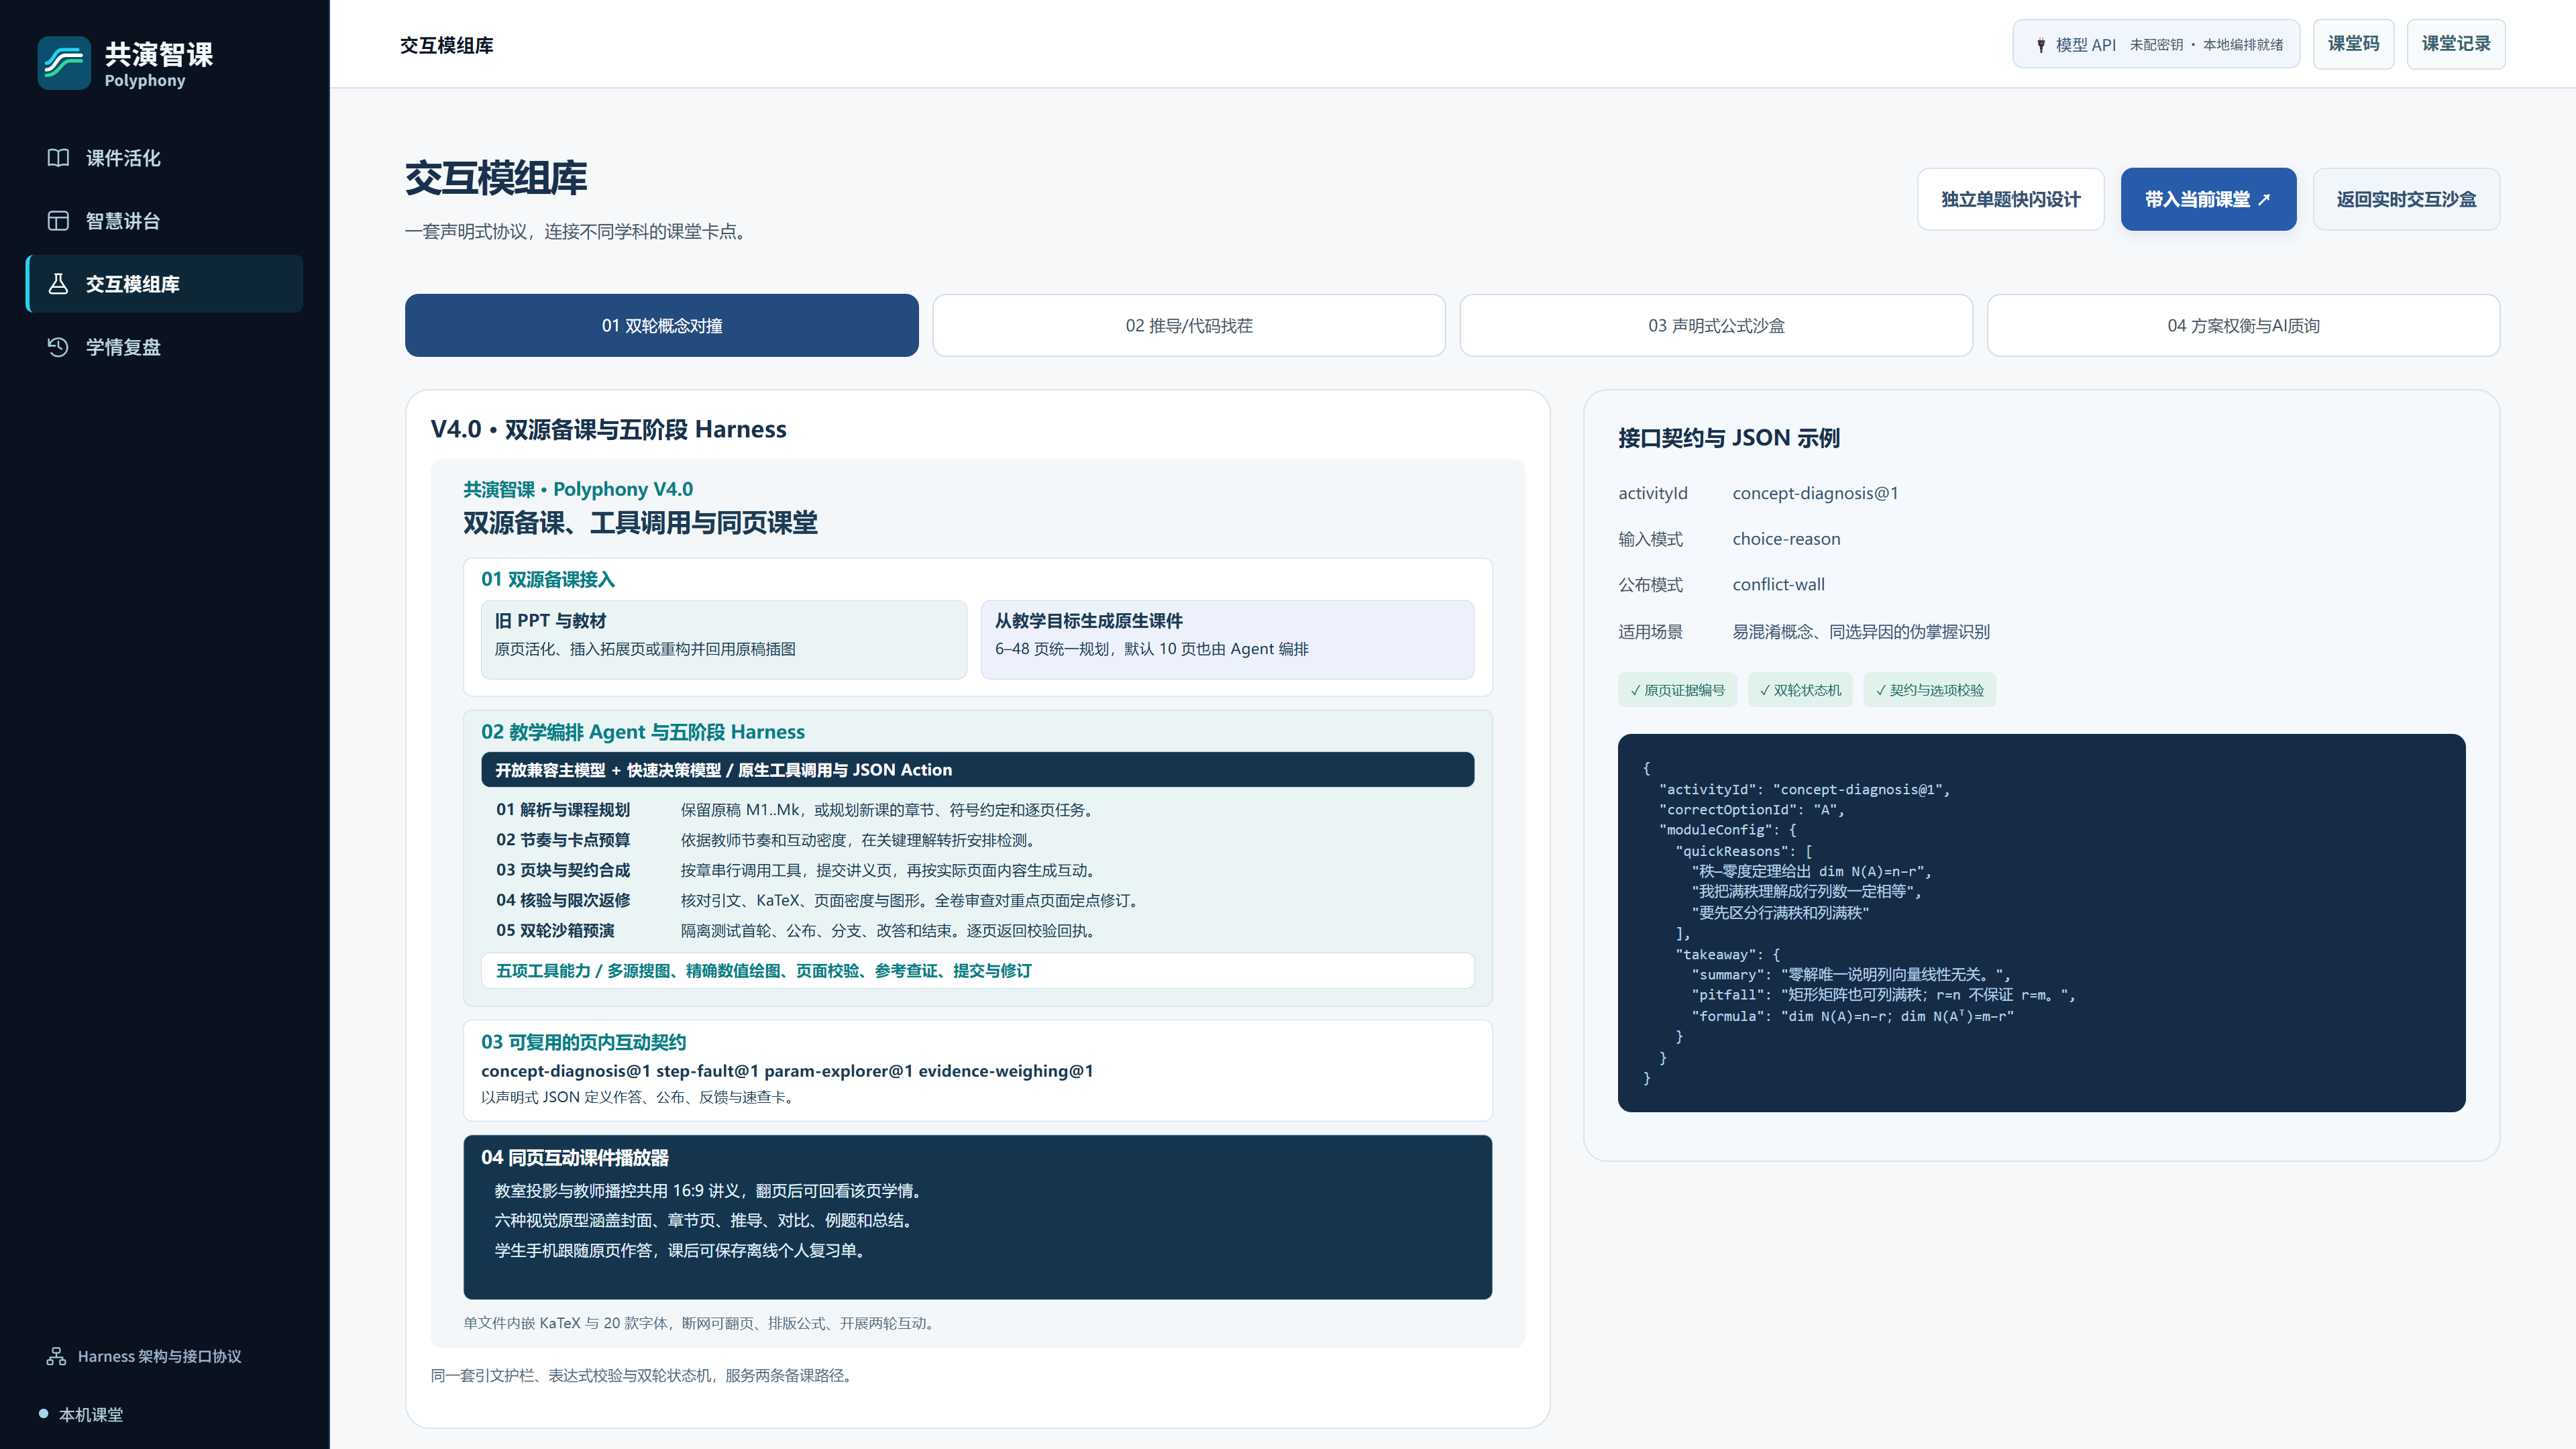 共演智课
Polyphony
课件活化
智慧讲台
交互模组库
学情复盘
Harness 架构与接口协议
本机课堂
交互模组库
模型 API 未配密钥 · 本地编排就绪
课堂码
课堂记录
交互模组库
一套声明式协议，连接不同学科的课堂卡点。
独立单题快闪设计
带入当前课堂 ↗
返回实时交互沙盒
01 双轮概念对撞
02 推导/代码找茬
03 声明式公式沙盒
04 方案权衡与AI质询
V4.0 · 双源备课与五阶段 Harness
共演智课 · Polyphony V4.0
双源备课、工具调用与同页课堂
01 双源备课接入
旧 PPT 与教材
原页活化、插入拓展页或重构并回用原稿插图
从教学目标生成原生课件
6–48 页统一规划，默认 10 页也由 Agent 编排
02 教学编排 Agent 与五阶段 Harness
开放兼容主模型 + 快速决策模型 / 原生工具调用与 JSON Action
01 解析与课程规划 保留原稿 M1..Mk，或规划新课的章节、符号约定和逐页任务。
02 节奏与卡点预算 依据教师节奏和互动密度，在关键理解转折安排检测。
03 页块与契约合成 按章串行调用工具，提交讲义页，再按实际页面内容生成互动。
04 核验与限次返修 核对引文、KaTeX、页面密度与图形。全卷审查对重点页面定点修订。
05 双轮沙箱预演 隔离测试首轮、公布、分支、改答和结束。逐页返回校验回执。
五项工具能力 / 多源搜图、精确数值绘图、页面校验、参考查证、提交与修订
03 可复用的页内互动契约
concept-diagnosis@1 step-fault@1 param-explorer@1 evidence-weighing@1
以声明式 JSON 定义作答、公布、反馈与速查卡。
04 同页互动课件播放器
教室投影与教师播控共用 16:9 讲义，翻页后可回看该页学情。
六种视觉原型涵盖封面、章节页、推导、对比、例题和总结。
学生手机跟随原页作答，课后可保存离线个人复习单。
单文件内嵌 KaTeX 与 20 款字体，断网可翻页、排版公式、开展两轮互动。
同一套引文护栏、表达式校验与双轮状态机，服务两条备课路径。
接口契约与 JSON 示例
activityId concept-diagnosis@1
输入模式 choice-reason
公布模式 conflict-wall
适用场景 易混淆概念、同选异因的伪掌握识别
✓ 原页证据编号
✓ 双轮状态机
✓ 契约与选项校验
{
"activityId": "concept-diagnosis@1",
"correctOptionId": "A",
"moduleConfig": {
"quickReasons": [
"秩—零度定理给出 dim N(A)=n−r",
"我把满秩理解成行列数一定相等",
"要先区分行满秩和列满秩"
],
"takeaway": {
"summary": "零解唯一说明列向量线性无关。",
"pitfall": "矩形矩阵也可列满秩；r=n 不保证 r=m。",
"formula": "dim N(A)=n−r；dim N(Aᵀ)=m−r"
}
}
}